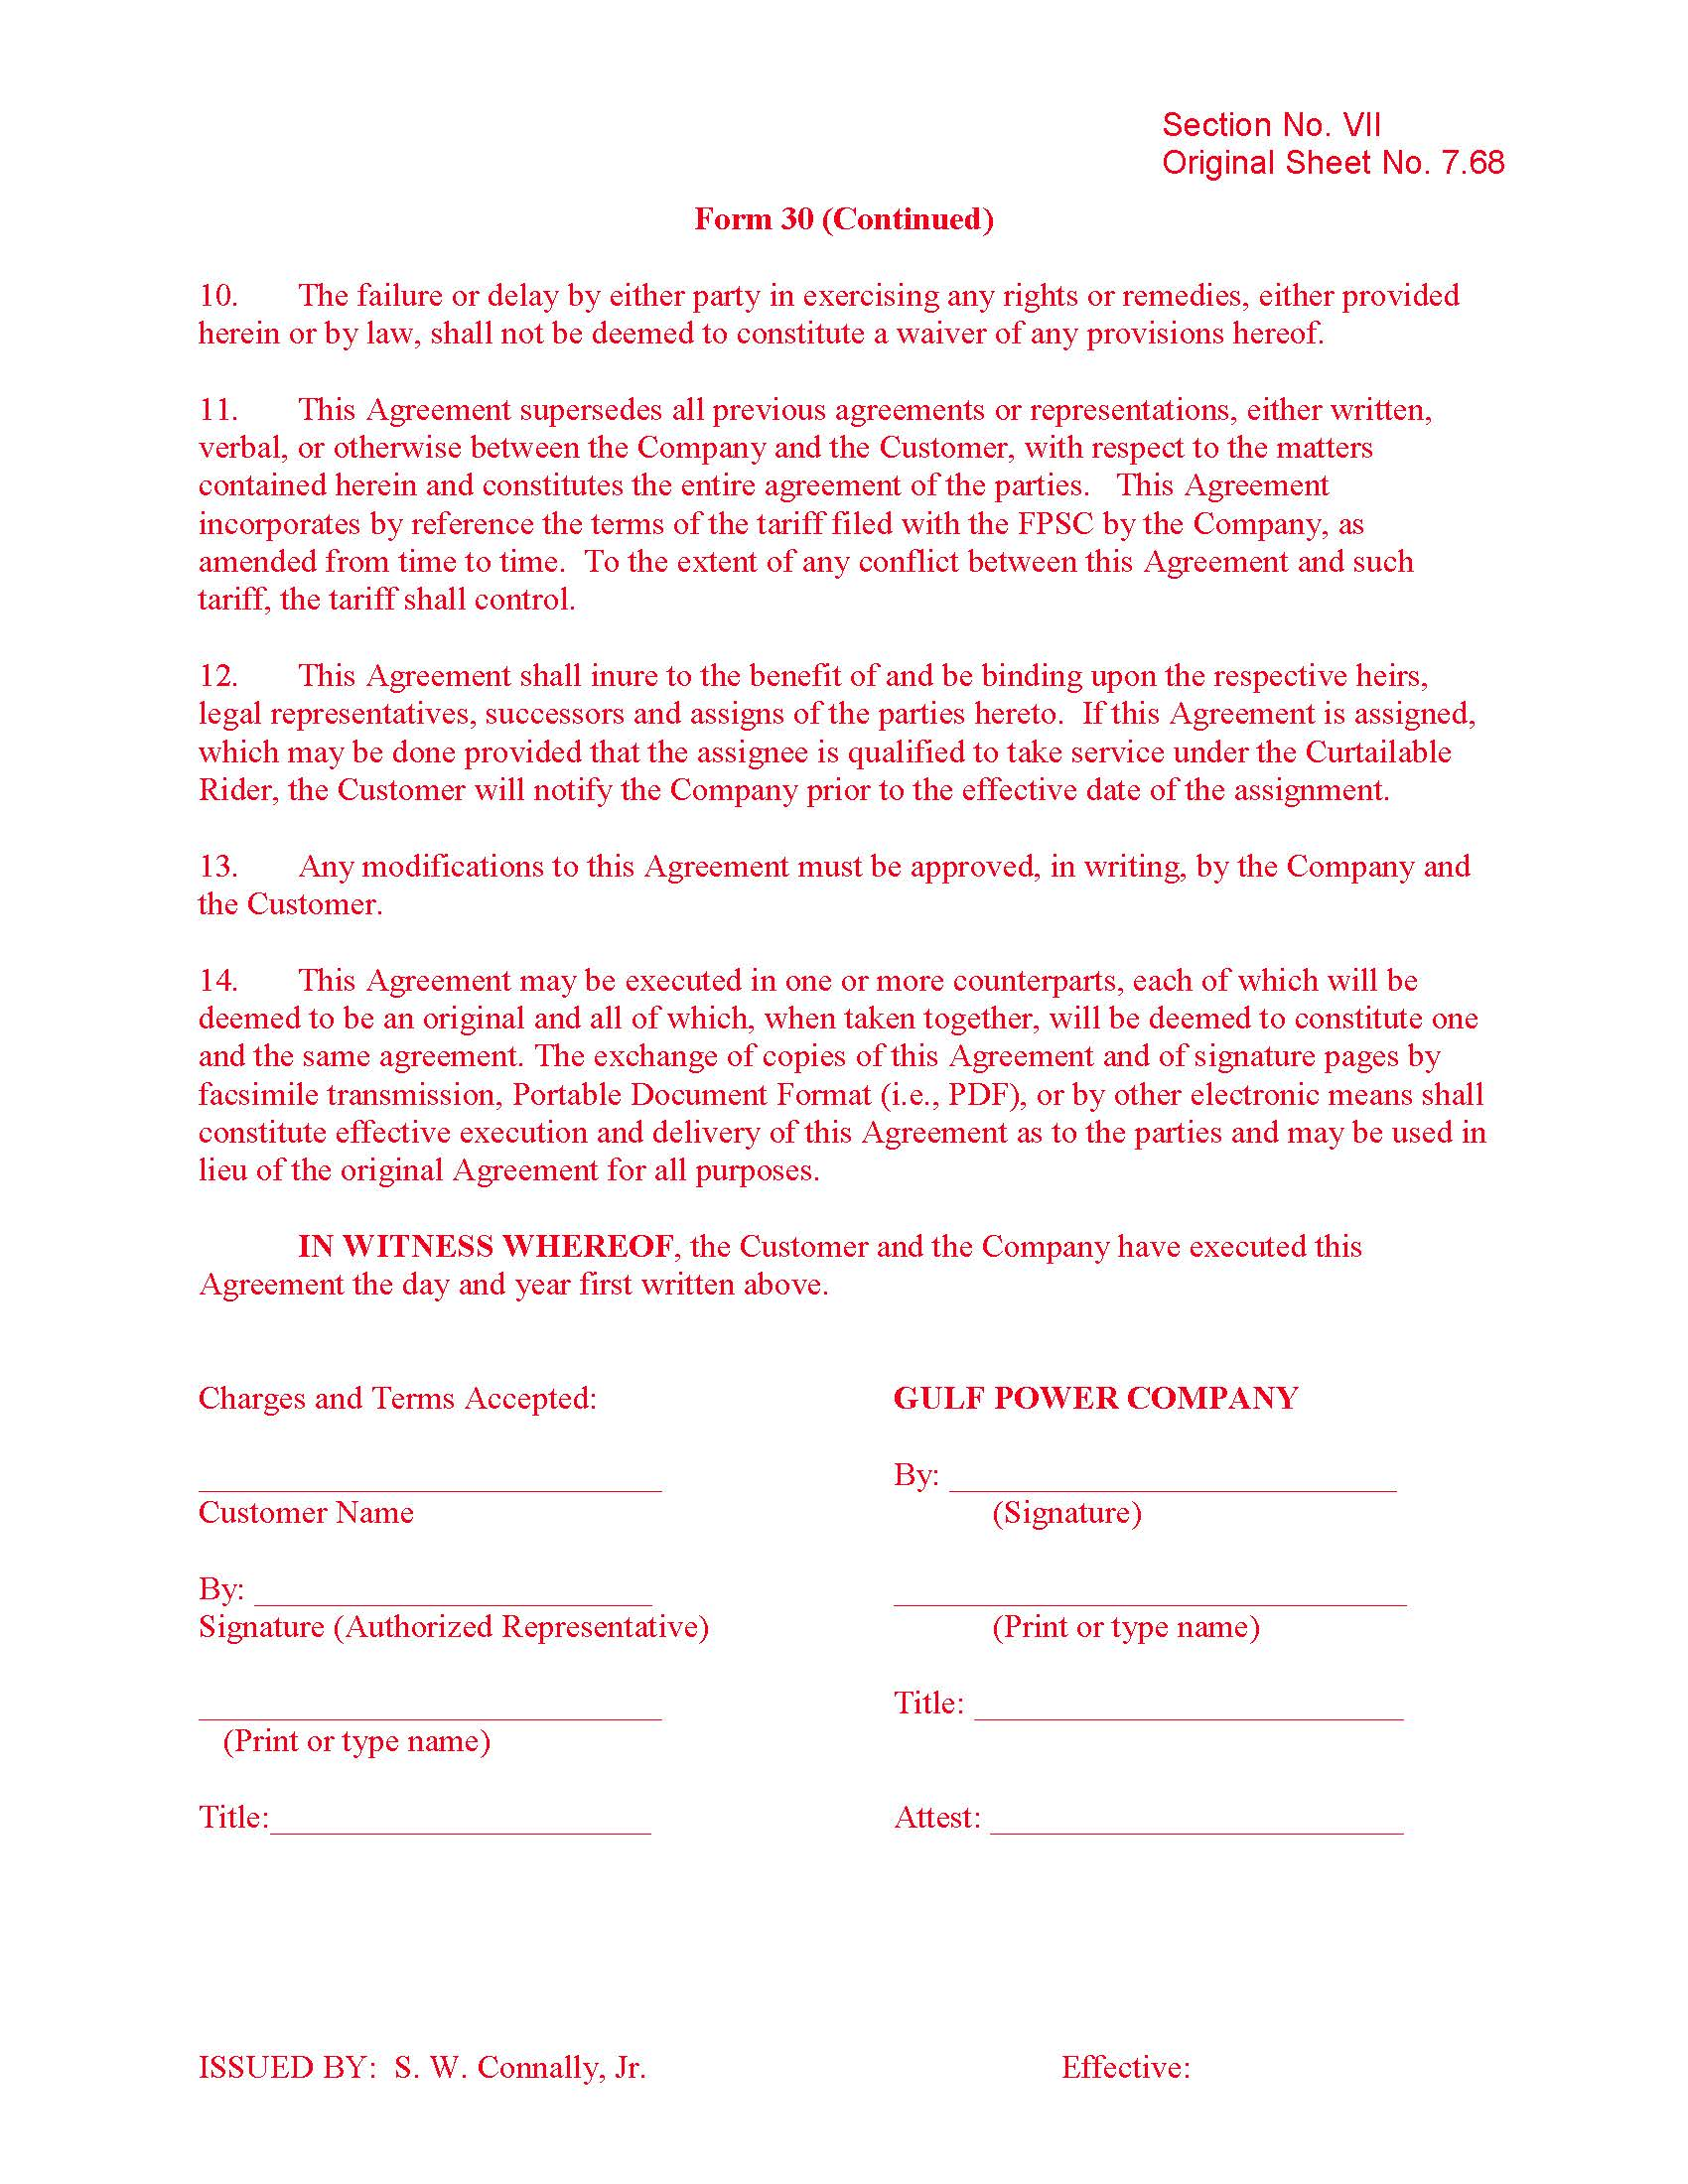 Section No. VII
Original Sheet No. 7.68
Form 30 (Continued)
10. The failure or delay by either party in exercising any rights or remedies, either provided
herein or by law, shall not be deemed to constitute a waiver of any provisions hereof.
11. This Agreement supersedes all previous agreements or representations, either written,
verbal, or otherwise between the Company and the Customer, with respect to the matters
contained herein and constitutes the entire agreement of the parties. This Agreement
incorporates by reference the terms of the tariff filed with the FPSC by the Company, as
amended from time to time. To the extent of any conflict between this Agreement and such
tariff, the tariff shall control.
12. This Agreement shall inure to the benefit of and be binding upon the respective heirs,
legal representatives, successors and assigns of the parties hereto. If this Agreement is assigned,
which may be done provided that the assignee is qualified to take service under the Curtailable
Rider, the Customer will notify the Company prior to the effective date of the assignment.
13. Any modifications to this Agreement must be approved, in writing, by the Company and
the Customer.
14. This Agreement may be executed in one or more counterparts, each of which will be
deemed to be an original and all of which, when taken together, will be deemed to constitute one
and the same agreement. The exchange of copies of this Agreement and of signature pages by
facsimile transmission, Portable Document Format (i.e., PDF), or by other electronic means shall
constitute effective execution and delivery of this Agreement as to the parties and may be used in
lieu of the original Agreement for all purposes.
IN WITNESS WHEREOF, the Customer and the Company have executed this
Agreement the day and year first written above.
Charges and Terms Accepted: GULF POWER COMPANY
____________________________ By: ___________________________
Customer Name (Signature)
By: ________________________ _______________________________
Signature (Authorized Representative) (Print or type name)
____________________________ Title: __________________________
(Print or type name)
Title:_______________________ Attest: _________________________
ISSUED BY: S. W. Connally, Jr. Effective: